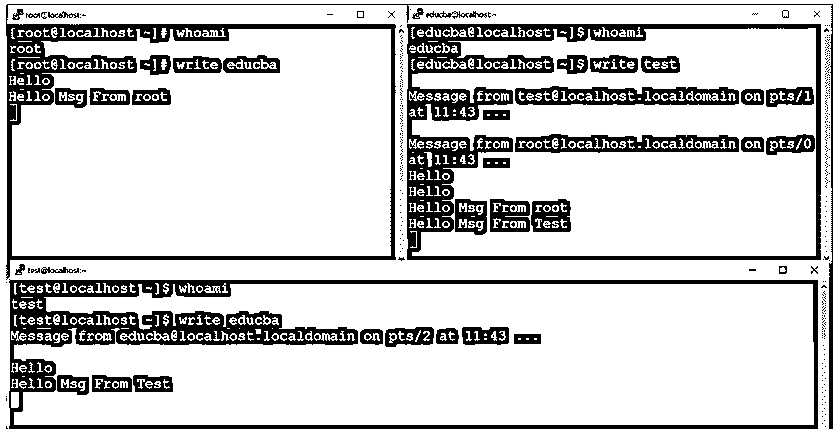 root@localhost:~
[root@localhost ~]# whoami
root
[root@localhost ~]# write educba
Hello
Hello Msg From root
educba@localhost:~
[educba@localhost ~]$ whoami
educba
[educba@localhost ~]$ write test
Message from test@localhost.localdomain on pts/1
at 11:43 ...
Message from root@localhost.localdomain on pts/0
at 11:43 ...
Hello
Hello
Hello Msg From root
Hello Msg From Test
test@localhost:~
[test@localhost ~]$ whoami
test
[test@localhost ~]$ write educba
Message from educba@localhost.localdomain on pts/2 at 11:43 ...
Hello
Hello Msg From Test